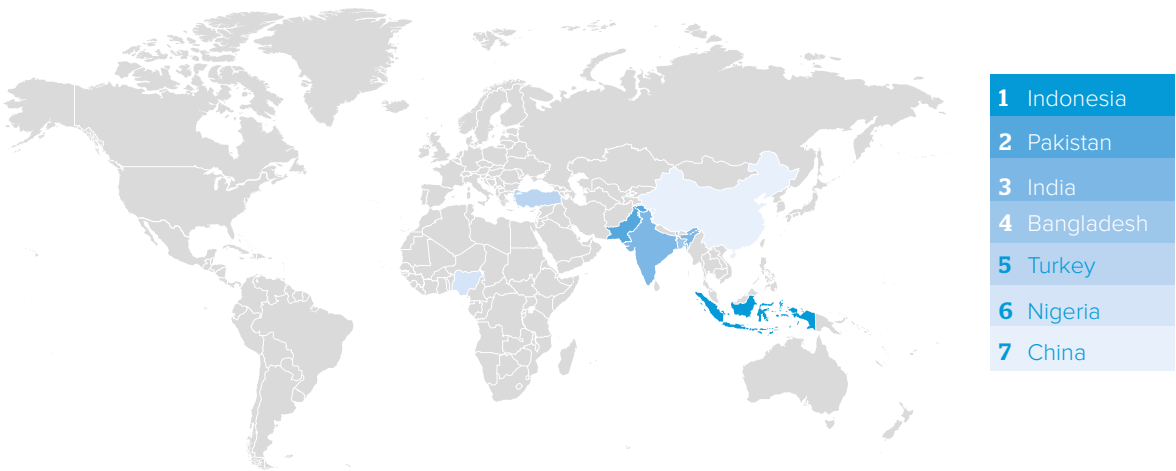 1 Indonesia
2 Pakistan
3 India
4 Bangladesh
5 Turkey
6 Nigeria
7 China